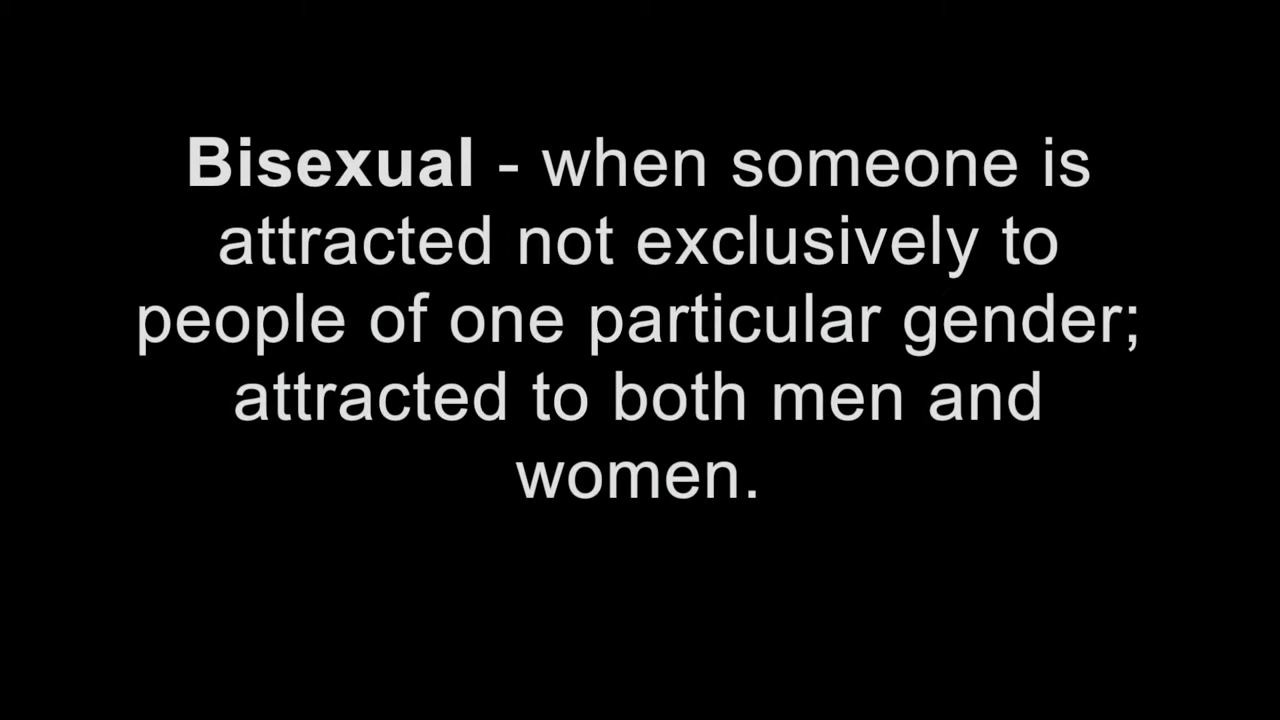 Bisexual - when someone is
attracted not exclusively to
people of one particular gender;
attracted to both men and
women.